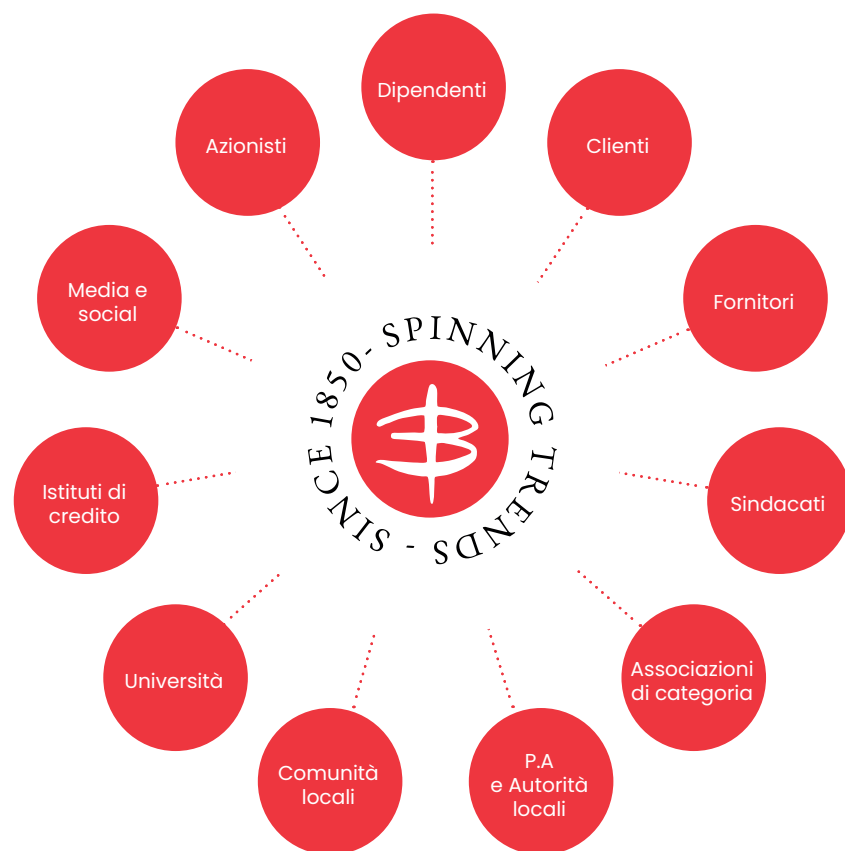 Dipendenti
Clienti
Fornitori
Sindacati
Associazioni
di categoria
P.A
e Autorità
locali
Comunità
locali
Università
Istituti di
credito
Media e
social
Azionisti
SINCE 1850- SPINNING TRENDS -